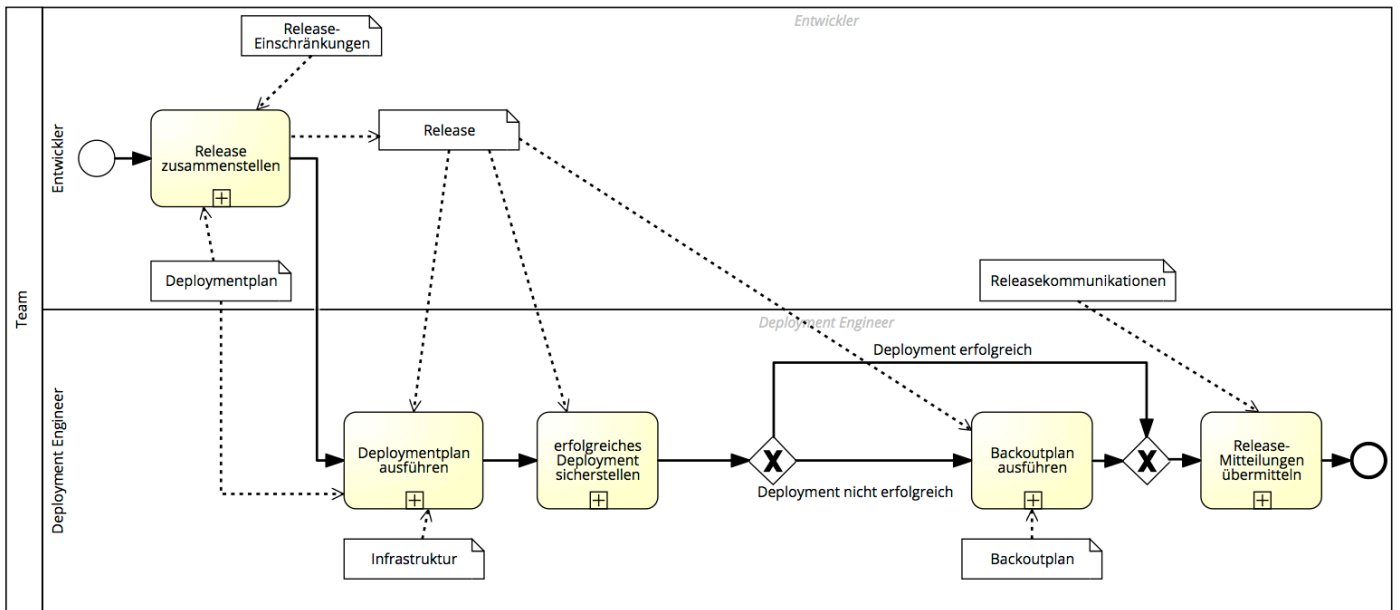 Team
Entwickler
Entwickler
Release-
Einschränkungen
Release
zusammenstellen
Release
Deploymentplan
Releasekommunikationen
Deployment Engineer
Deployment Engineer
Deployment erfolgreich
Deploymentplan
ausführen
erfolgreiches
Deployment
sicherstellen
X
Deployment nicht erfolgreich
Backoutplan
ausführen
X
Release-
Mitteilungen
übermitteln
Infrastruktur
Backoutplan